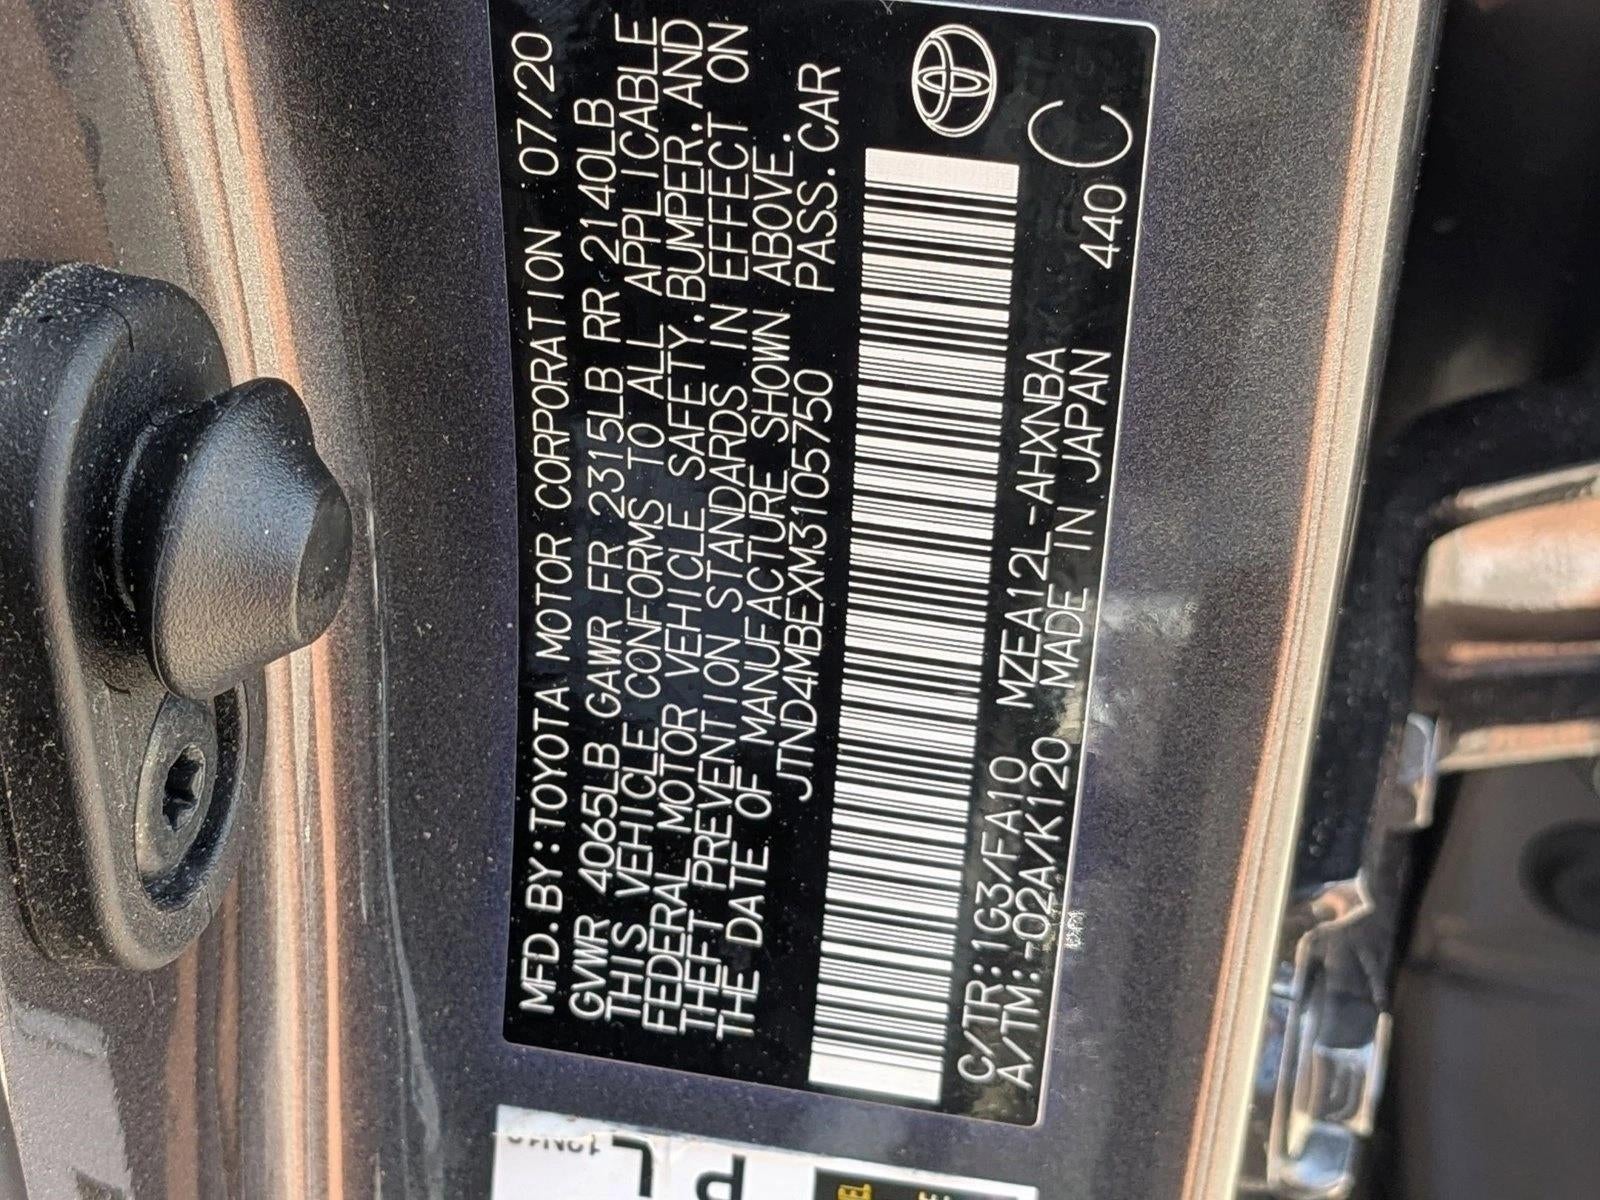 MFD.BY:TOYOTA MOTOR CORPORATION 07/20
GVWR 4065LB GAWR FR 2315LB RR 2140LB
THIS VEHICLE CONFORMS TO ALL APPLICABLE
FEDERAL MOTOR VEHICLE SAFETY,BUMPER,AND
THEFT PREVENTION STANDARDS IN EFFECT ON
THE DATE OF MANUFACTURE SHOWN ABOVE.
JTND4MBEXM3105750 PASS.CAR
C/TR:1G3/FA10 MZEA12L-AHXNBA 440
A/TM:-02A/K120 MADE IN JAPAN C